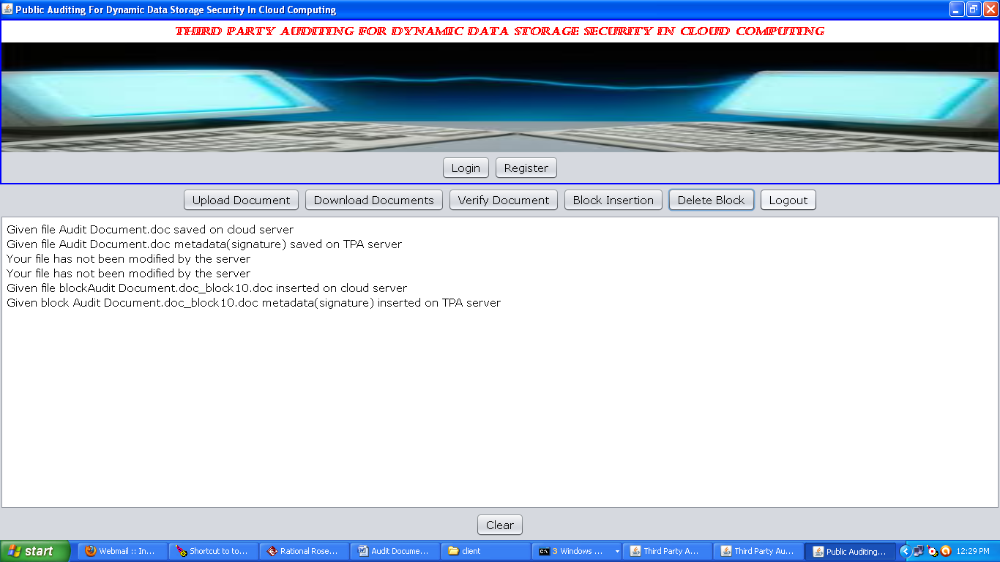 Public Auditing For Dynamic Data Storage Security In Cloud Computing
THIRD PARTY AUDITING FOR DYNAMIC DATA STORAGE SECURITY IN CLOUD COMPUTING
Login Register
Upload Document Download Documents Verify Document Block Insertion Delete Block Logout
Given file Audit Document.doc saved on cloud server
Given file Audit Document.doc metadata(signature) saved on TPA server
Your file has not been modified by the server
Your file has not been modified by the server
Given file blockAudit Document.doc_block10.doc inserted on cloud server
Given block Audit Document.doc_block10.doc metadata(signature) inserted on TPA server
Clear
start Webmail :: In... Shortcut to to... Rational Rose... Audit Docume... client 3 Windows ... Third Party A... Third Party Au... Public Auditing... 12:29 PM